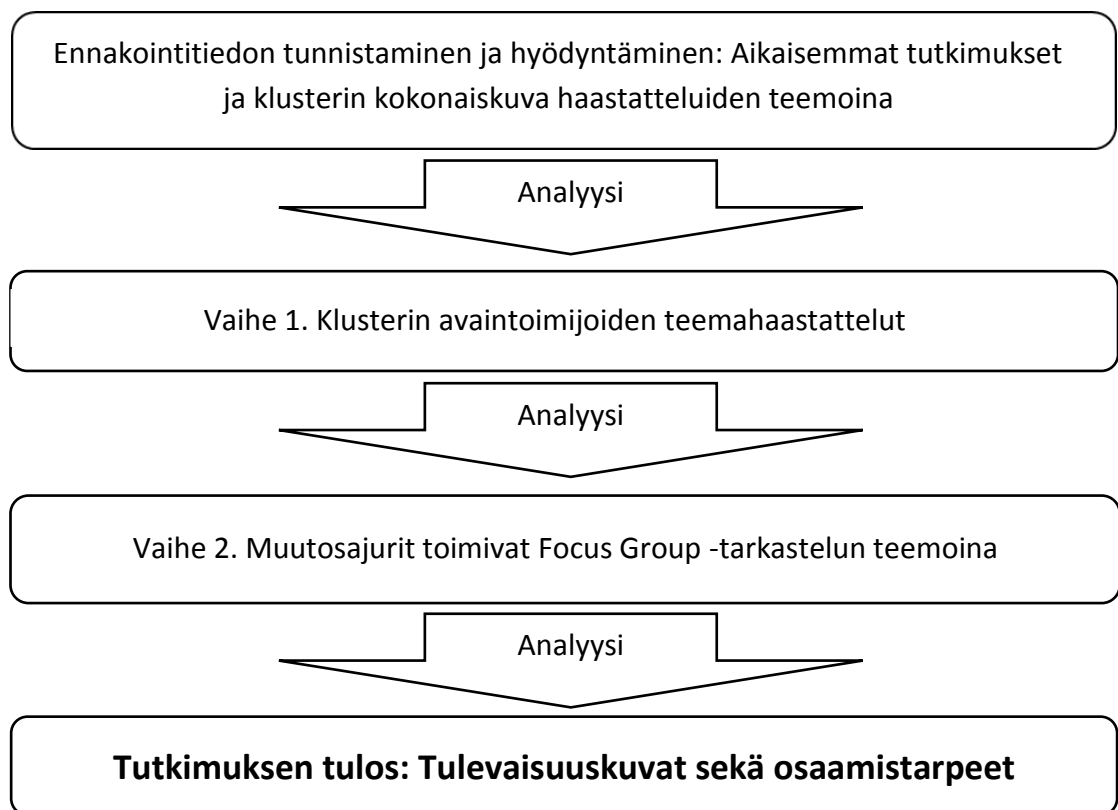 Ennakointitiedon tunnistaminen ja hyödyntäminen: Aikaisemmat tutkimukset
ja klusterin kokonaiskuva haastatteluiden teemoina
Analyysi
Vaihe 1. Klusterin avaintoimijoiden teemahaastattelut
Analyysi
Vaihe 2. Muutosajurit toimivat Focus Group -tarkastelun teemoina
Analyysi
Tutkimuksen tulos: Tulevaisuuskuvat sekä osaamistarpeet